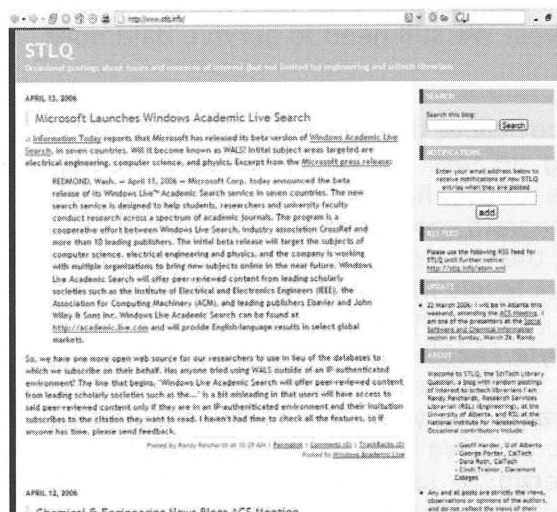 http://www.stlq.info/
Go
STLQ
Occasional postings about issues and concerns of interest (but not limited to) engineering and scitech librarians
APRIL 13, 2006
Microsoft Launches Windows Academic Live Search
.: Information Today reports that Microsoft has released its beta version of Windows Academic Live
Search, in seven countries. Will it become known as WALS? Initial subject areas targeted are
electrical engineering, computer science, and physics. Excerpt from the Microsoft press release:
REDMOND, Wash. — April 11, 2006 — Microsoft Corp. today announced the beta
release of its Windows Live™ Academic Search service in seven countries. The new
search service is designed to help students, researchers and university faculty
conduct research across a spectrum of academic journals. The program is a
cooperative effort between Windows Live Search, industry association CrossRef and
more than 10 leading publishers. The initial beta release will target the subjects of
computer science, electrical engineering and physics, and the company is working
with multiple organizations to bring new subjects online in the near future. Windows
Live Academic Search will offer peer-reviewed content from leading scholarly
societies such as the Institute of Electrical and Electronics Engineers (IEEE), the
Association for Computing Machinery (ACM), and leading publishers Elsevier and John
Wiley & Sons Inc. Windows Live Academic Search can be found at
http://academic.live.com and will provide English-language results in select global
markets.
So, we have one more open web source for our researchers to use in lieu of the databases to
which we subscribe on their behalf. Has anyone tried using WALS outside of an IP-authenticated
environment? The line that begins, "Windows Live Academic Search will offer peer-reviewed content
from leading scholarly societies such as the..." is a bit misleading in that users will have access to
said peer-reviewed content only if they are in an IP-authenticated environment and their insitution
subscribes to the citation they want to read. I haven't had time to check all the features, so if
anyone has time, please send feedback.
Posted by Randy Reichardt at 10:29 AM | Permalink | Comments (0) | TrackBacks (0)
Posted to Windows Academic Live
APRIL 12, 2006
Chemical & Engineering News Blogs ACS Meeting
SEARCH
Search this blog:
Search
NOTIFICATIONS
Enter your email address below to
receive notifications of new STLQ
entries when they are posted
add
RSS FEED
Please use the following RSS feed for
STLQ until further notice:
http://stlq.info/atom.xml
UPDATE
22 March 2006: I will be in Atlanta this
weekend, attending the ACS Meeting. I
am one of the presenters at the Social
Software and Chemical Information
session on Sunday, March 26. Randy
ABOUT
Welcome to STLQ, the SciTech Library
Question, a blog with random postings
of interest to scitech librarians I am
Randy Reichardt, Research Services
Librarian (RSL) (Engineering), at the
University of Alberta, and RSL at the
National Institute for Nanotechnology.
Occasional contributors include:
- Geoff Harder, U of Alberta
- George Porter, CalTech
- Dana Roth, CalTech
- Cindi Trainor, Claremont
Colleges
Any and all posts are strictly the views,
observations or opinions of the authors,
and do not reflect the views of their